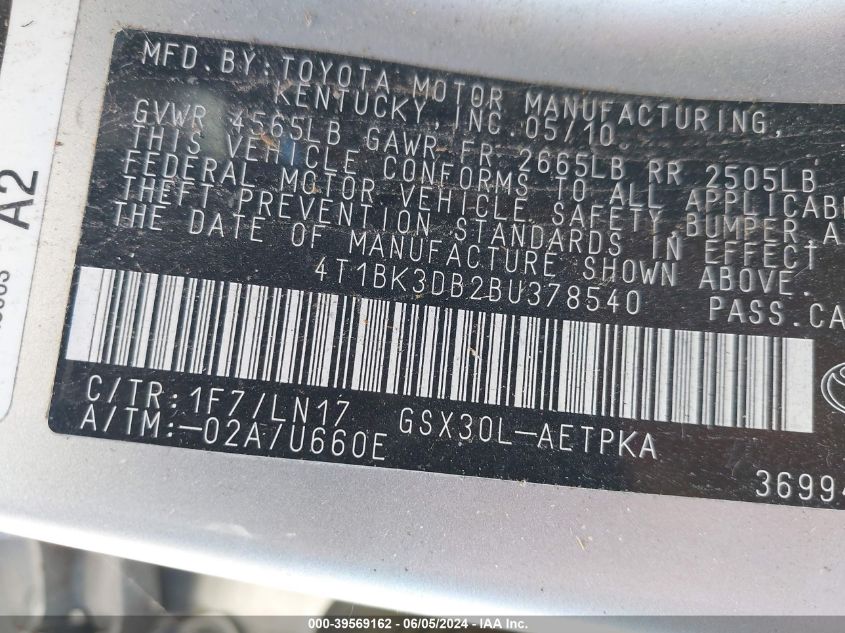 MFD. BY: TOYOTA MOTOR MANUFACTURING,
KENTUCKY, INC. 05/10.
GVWR 4565LB GAWR FR 2665LB RR 2505LB
THIS VEHICLE CONFORMS TO ALL APPLICABL
FEDERAL MOTOR VEHICLE SAFETY BUMPER A
THEFT PREVENTION STANDARDS IN EFFECT
THE DATE OF MANUFACTURE SHOWN ABOVE.
4T1BK3DB2BU378540 PASS.CA
C/TR: 1F7/LN17 GSX30L-AETPKA
A/TM:-02A/U660E
36994
A2
000-39569162 - 06/05/2024 - IAA Inc.